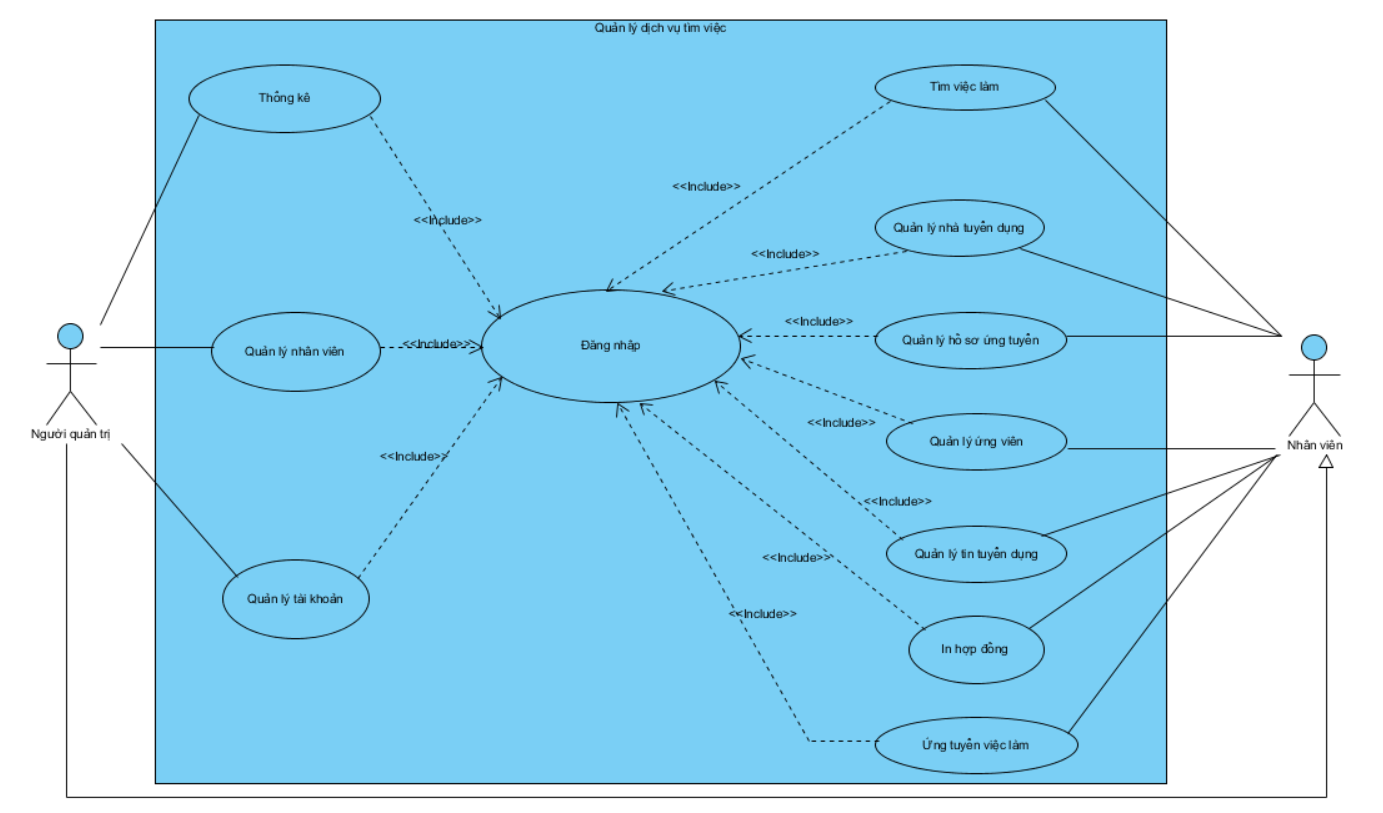 Quản lý dịch vụ tìm việc
Thống kê
Tìm việc làm
<<Include>>
<<Include>>
Quản lý nhà tuyển dụng
<<Include>>
<<Include>>
Quản lý hồ sơ ứng tuyển
Quản lý nhân viên
<<Include>>
Đăng nhập
Người quản trị
<<Include>>
Quản lý ứng viên
Nhân viên
<<Include>>
<<Include>>
Quản lý tin tuyển dụng
<<Include>>
Quản lý tài khoản
<<Include>>
In hợp đồng
Ứng tuyển việc làm